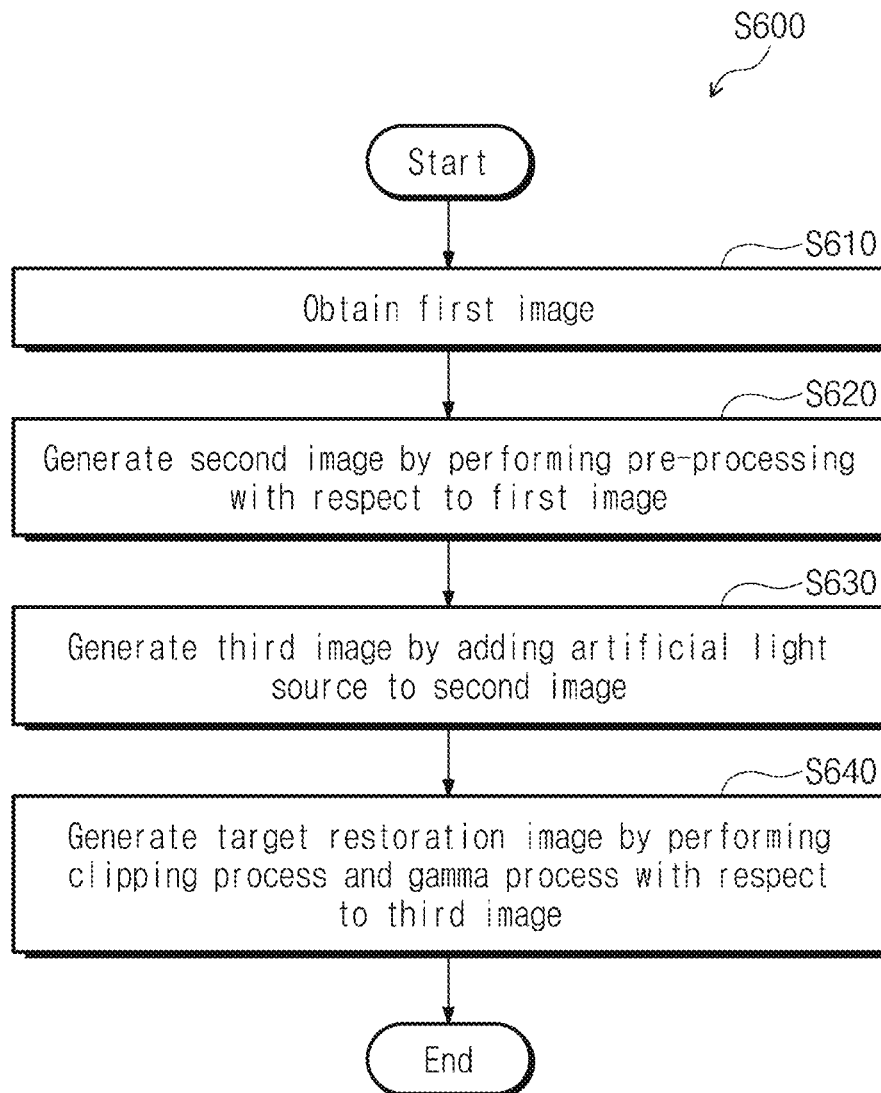 S600
Start
S610
Obtain first image
S620
Generate second image by performing pre-processing
with respect to first image
S630
Generate third image by adding artificial light
source to second image
S640
Generate target restoration image by performing
clipping process and gamma process with respect
to third image
End